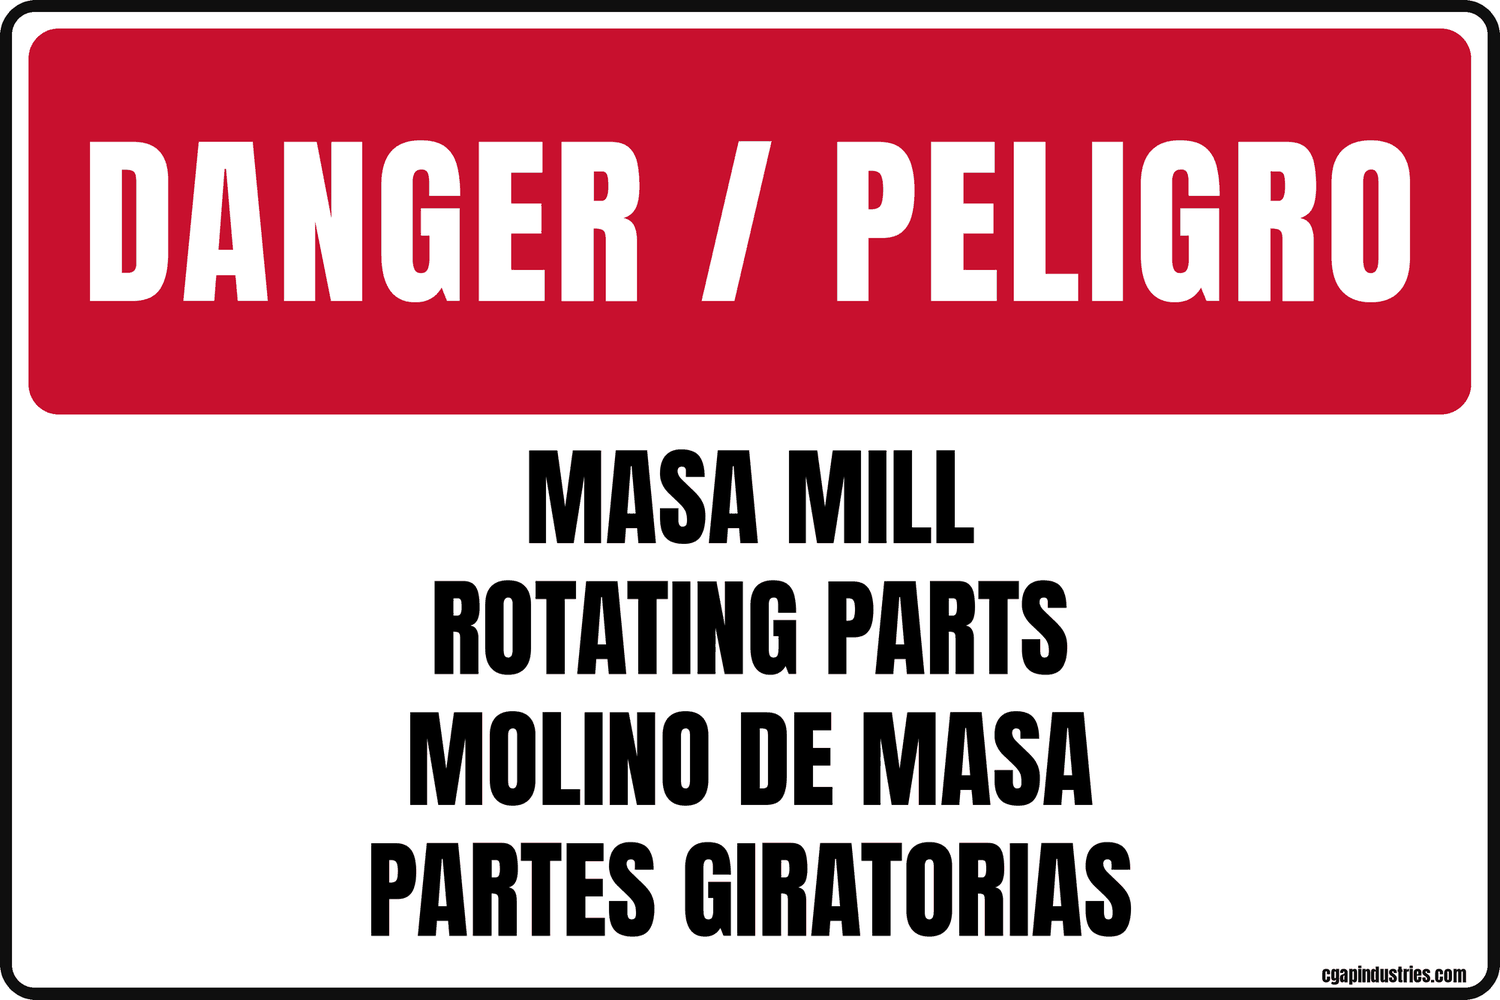 DANGER / PELIGRO
MASA MILL
ROTATING PARTS
MOLINO DE MASA
PARTES GIRATORIAS
cgapindustries.com